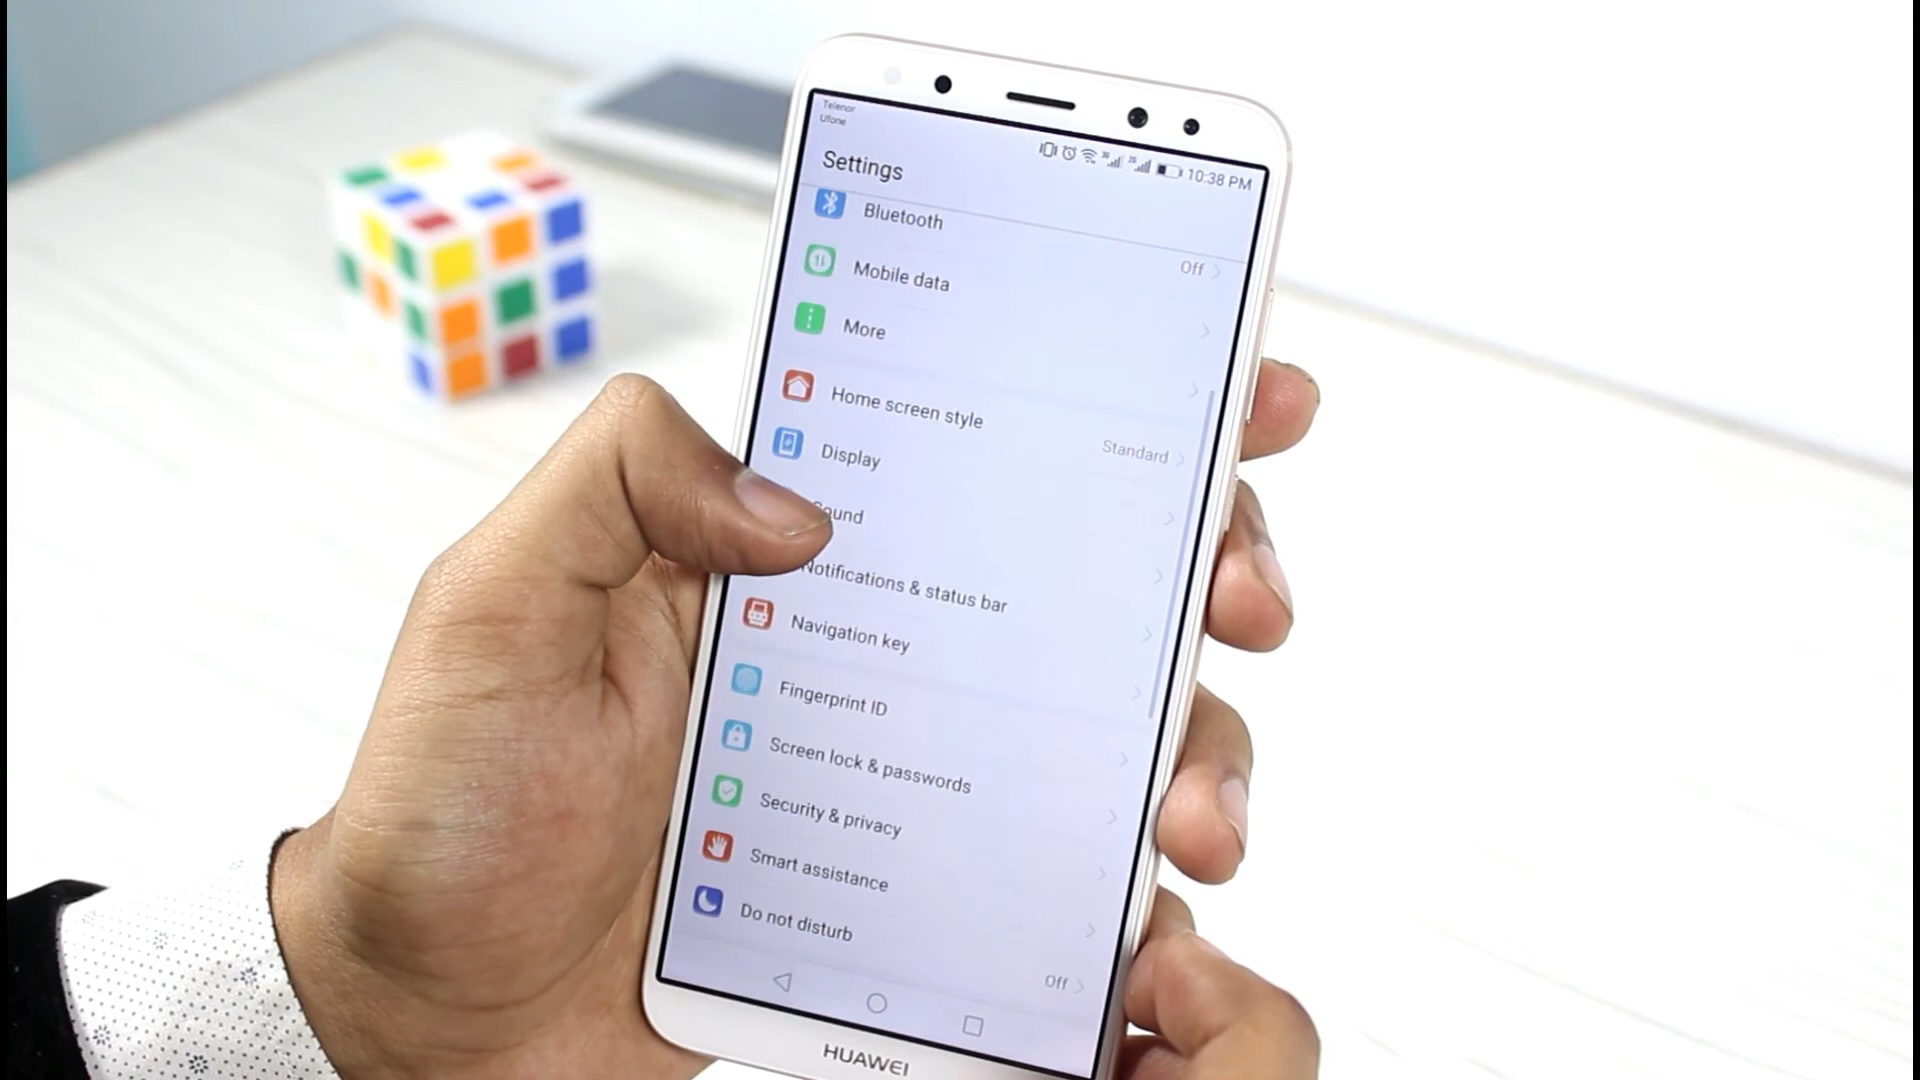 Telenor
Ufone
10:38 PM
Settings
Bluetooth
Off
Mobile data
More
Home screen style
Standard
Display
Sound
Notifications & status bar
Navigation key
Fingerprint ID
Screen lock & passwords
Security & privacy
Smart assistance
Do not disturb
Off
HUAWEI